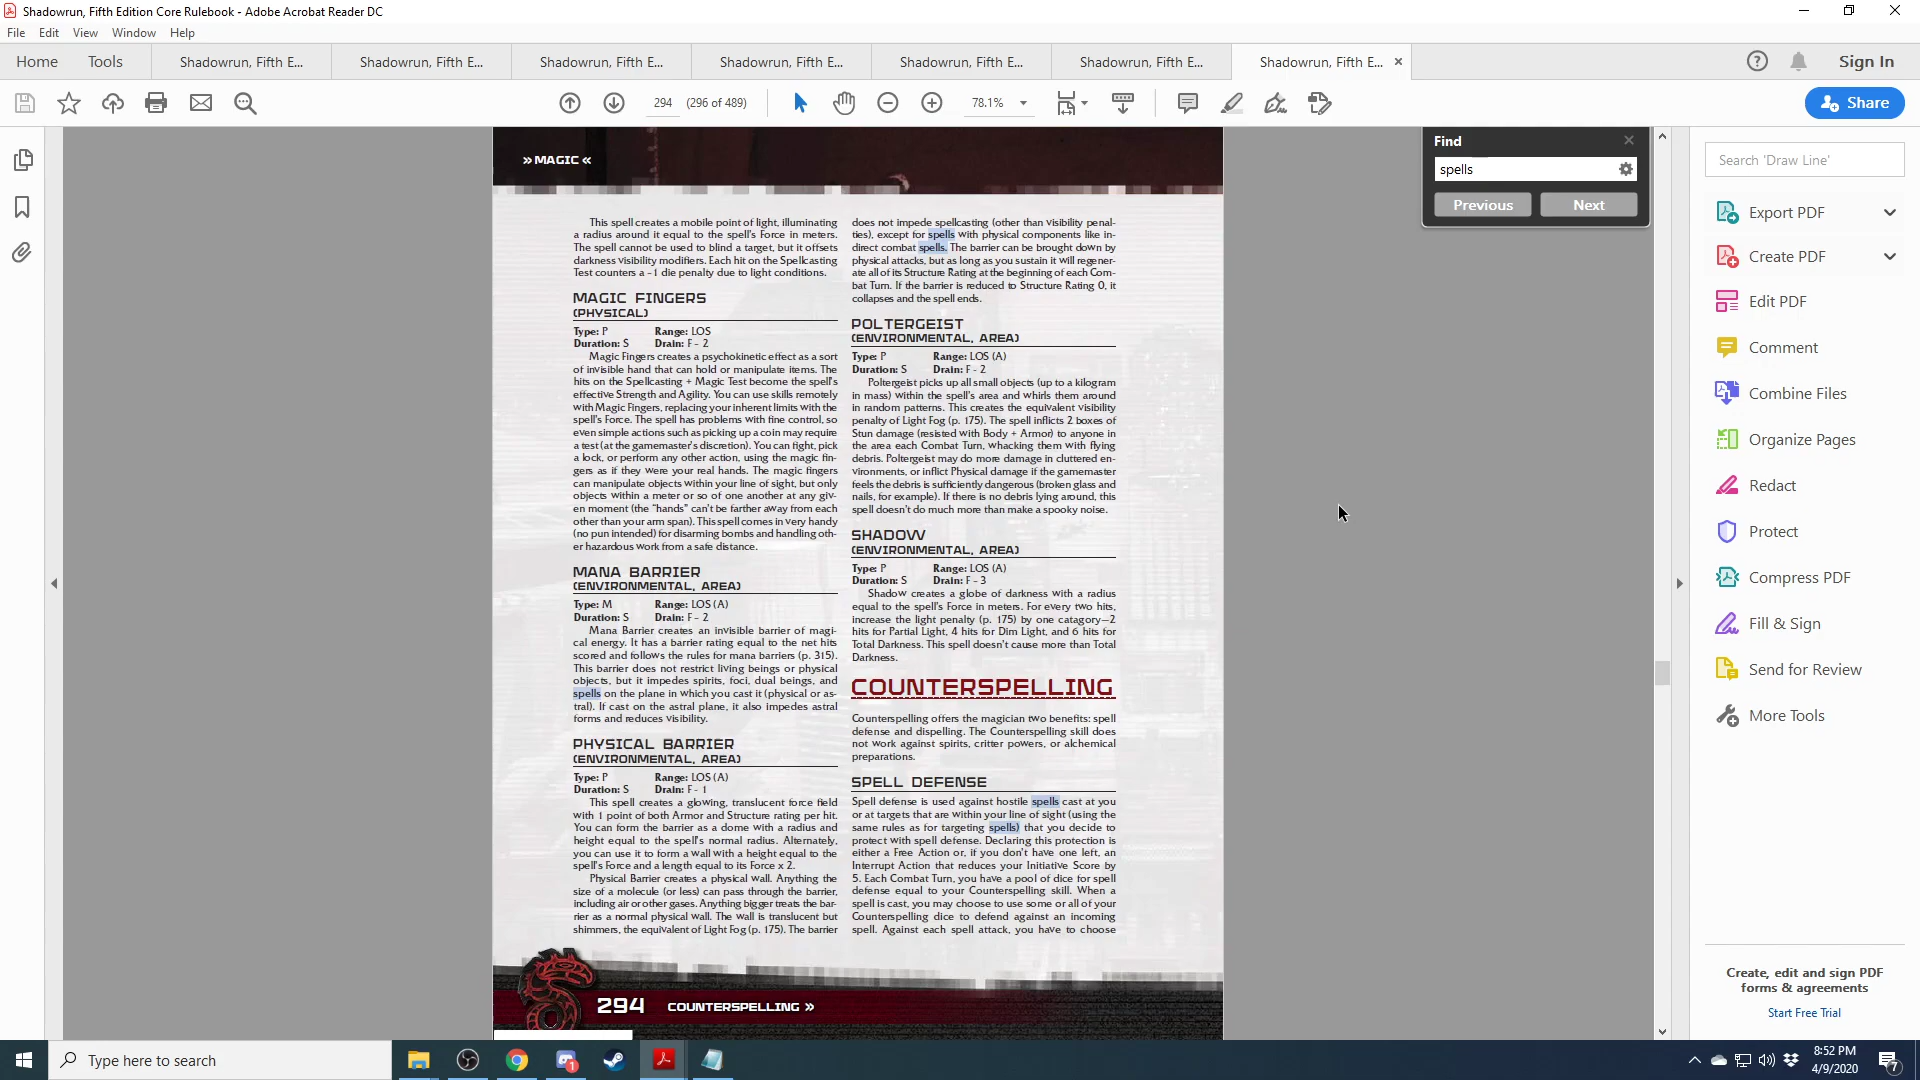 Shadowrun, Fifth Edition Core Rulebook - Adobe Acrobat Reader DC
File Edit View Window Help
Home Tools Shadowrun, Fifth E... Shadowrun, Fifth E... Shadowrun, Fifth E... Shadowrun, Fifth E... Shadowrun, Fifth E... Shadowrun, Fifth E... Shadowrun, Fifth E... Sign In
294 (296 of 489) 78.1% Share
Find
spells
Previous Next
» MAGIC «
This spell creates a mobile point of light, illuminating
a radius around it equal to the spell's Force in meters.
The spell cannot be used to blind a target, but it offsets
darkness visibility modifiers. Each hit on the Spellcasting
Test counters a -1 die penalty due to light conditions.
MAGIC FINGERS
(PHYSICAL)
Type: P Range: LOS
Duration: S Drain: F - 2
Magic Fingers creates a psychokinetic effect as a sort
of invisible hand that can hold or manipulate items. The
hits on the Spellcasting + Magic Test become the spell's
effective Strength and Agility. You can use skills remotely
with Magic Fingers, replacing your inherent limits with the
spell's Force. The spell has problems with fine control, so
even simple actions such as picking up a coin may require
a test (at the gamemaster's discretion). You can fight, pick
a lock, or perform any other action, using the magic fin-
gers as if they were your real hands. The magic fingers
can manipulate objects within your line of sight, but only
objects within a meter or so of one another at any giv-
en moment (the "hands" can't be farther away from each
other than your arm span). This spell comes in very handy
(no pun intended) for disarming bombs and handling oth-
er hazardous work from a safe distance.
MANA BARRIER
(ENVIRONMENTAL, AREA)
Type: M Range: LOS (A)
Duration: S Drain: F - 2
Mana Barrier creates an invisible barrier of magi-
cal energy. It has a barrier rating equal to the net hits
scored and follows the rules for mana barriers (p. 315).
This barrier does not restrict living beings or physical
objects, but it impedes spirits, foci, dual beings, and
spells on the plane in which you cast it (physical or as-
tral). If cast on the astral plane, it also impedes astral
forms and reduces visibility.
PHYSICAL BARRIER
(ENVIRONMENTAL, AREA)
Type: P Range: LOS (A)
Duration: S Drain: F - 1
This spell creates a glowing, translucent force field
with 1 point of both Armor and Structure rating per hit.
You can form the barrier as a dome with a radius and
height equal to the spell's normal radius. Alternately,
you can use it to form a wall with a height equal to the
spell's Force and a length equal to its Force x 2.
Physical Barrier creates a physical wall. Anything the
size of a molecule (or less) can pass through the barrier,
including air or other gases. Anything bigger treats the bar-
rier as a normal physical wall. The wall is translucent but
shimmers, the equivalent of Light Fog (p. 175). The barrier
does not impede spellcasting (other than visibility penal-
ties), except for spells with physical components like in-
direct combat spells. The barrier can be brought down by
physical attacks, but as long as you sustain it will regener-
ate all of its Structure Rating at the beginning of each Com-
bat Turn. If the barrier is reduced to Structure Rating 0, it
collapses and the spell ends.
POLTERGEIST
(ENVIRONMENTAL, AREA)
Type: P Range: LOS (A)
Duration: S Drain: F - 2
Poltergeist picks up all small objects (up to a kilogram
in mass) within the spell's area and whirls them around
in random patterns. This creates the equivalent visibility
penalty of Light Fog (p. 175). The spell inflicts 2 boxes of
Stun damage (resisted with Body + Armor) to anyone in
the area each Combat Turn, whacking them with flying
debris. Poltergeist may do more damage in cluttered en-
vironments, or inflict Physical damage if the gamemaster
feels the debris is sufficiently dangerous (broken glass and
nails, for example). If there is no debris lying around, this
spell doesn't do much more than make a spooky noise.
SHADOW
(ENVIRONMENTAL, AREA)
Type: P Range: LOS (A)
Duration: S Drain: F - 3
Shadow creates a globe of darkness with a radius
equal to the spell's Force in meters. For every two hits,
increase the light penalty (p. 175) by one catagory—2
hits for Partial Light, 4 hits for Dim Light, and 6 hits for
Total Darkness. This spell doesn't cause more than Total
Darkness.
COUNTERSPELLING
Counterspelling offers the magician two benefits: spell
defense and dispelling. The Counterspelling skill does
not work against spirits, critter powers, or alchemical
preparations.
SPELL DEFENSE
Spell defense is used against hostile spells cast at you
or at targets that are within your line of sight (using the
same rules as for targeting spells) that you decide to
protect with spell defense. Declaring this protection is
either a Free Action or, if you don't have one left, an
Interrupt Action that reduces your Initiative Score by
5. Each Combat Turn, you have a pool of dice for spell
defense equal to your Counterspelling skill. When a
spell is cast, you may choose to use some or all of your
Counterspelling dice to defend against an incoming
spell. Against each spell attack, you have to choose
294 COUNTERSPELLING »
Search 'Draw Line'
Export PDF
Create PDF
Edit PDF
Comment
Combine Files
Organize Pages
Redact
Protect
Compress PDF
Fill & Sign
Send for Review
More Tools
Create, edit and sign PDF
forms & agreements
Start Free Trial
Type here to search
1
8:52 PM
4/9/2020
7